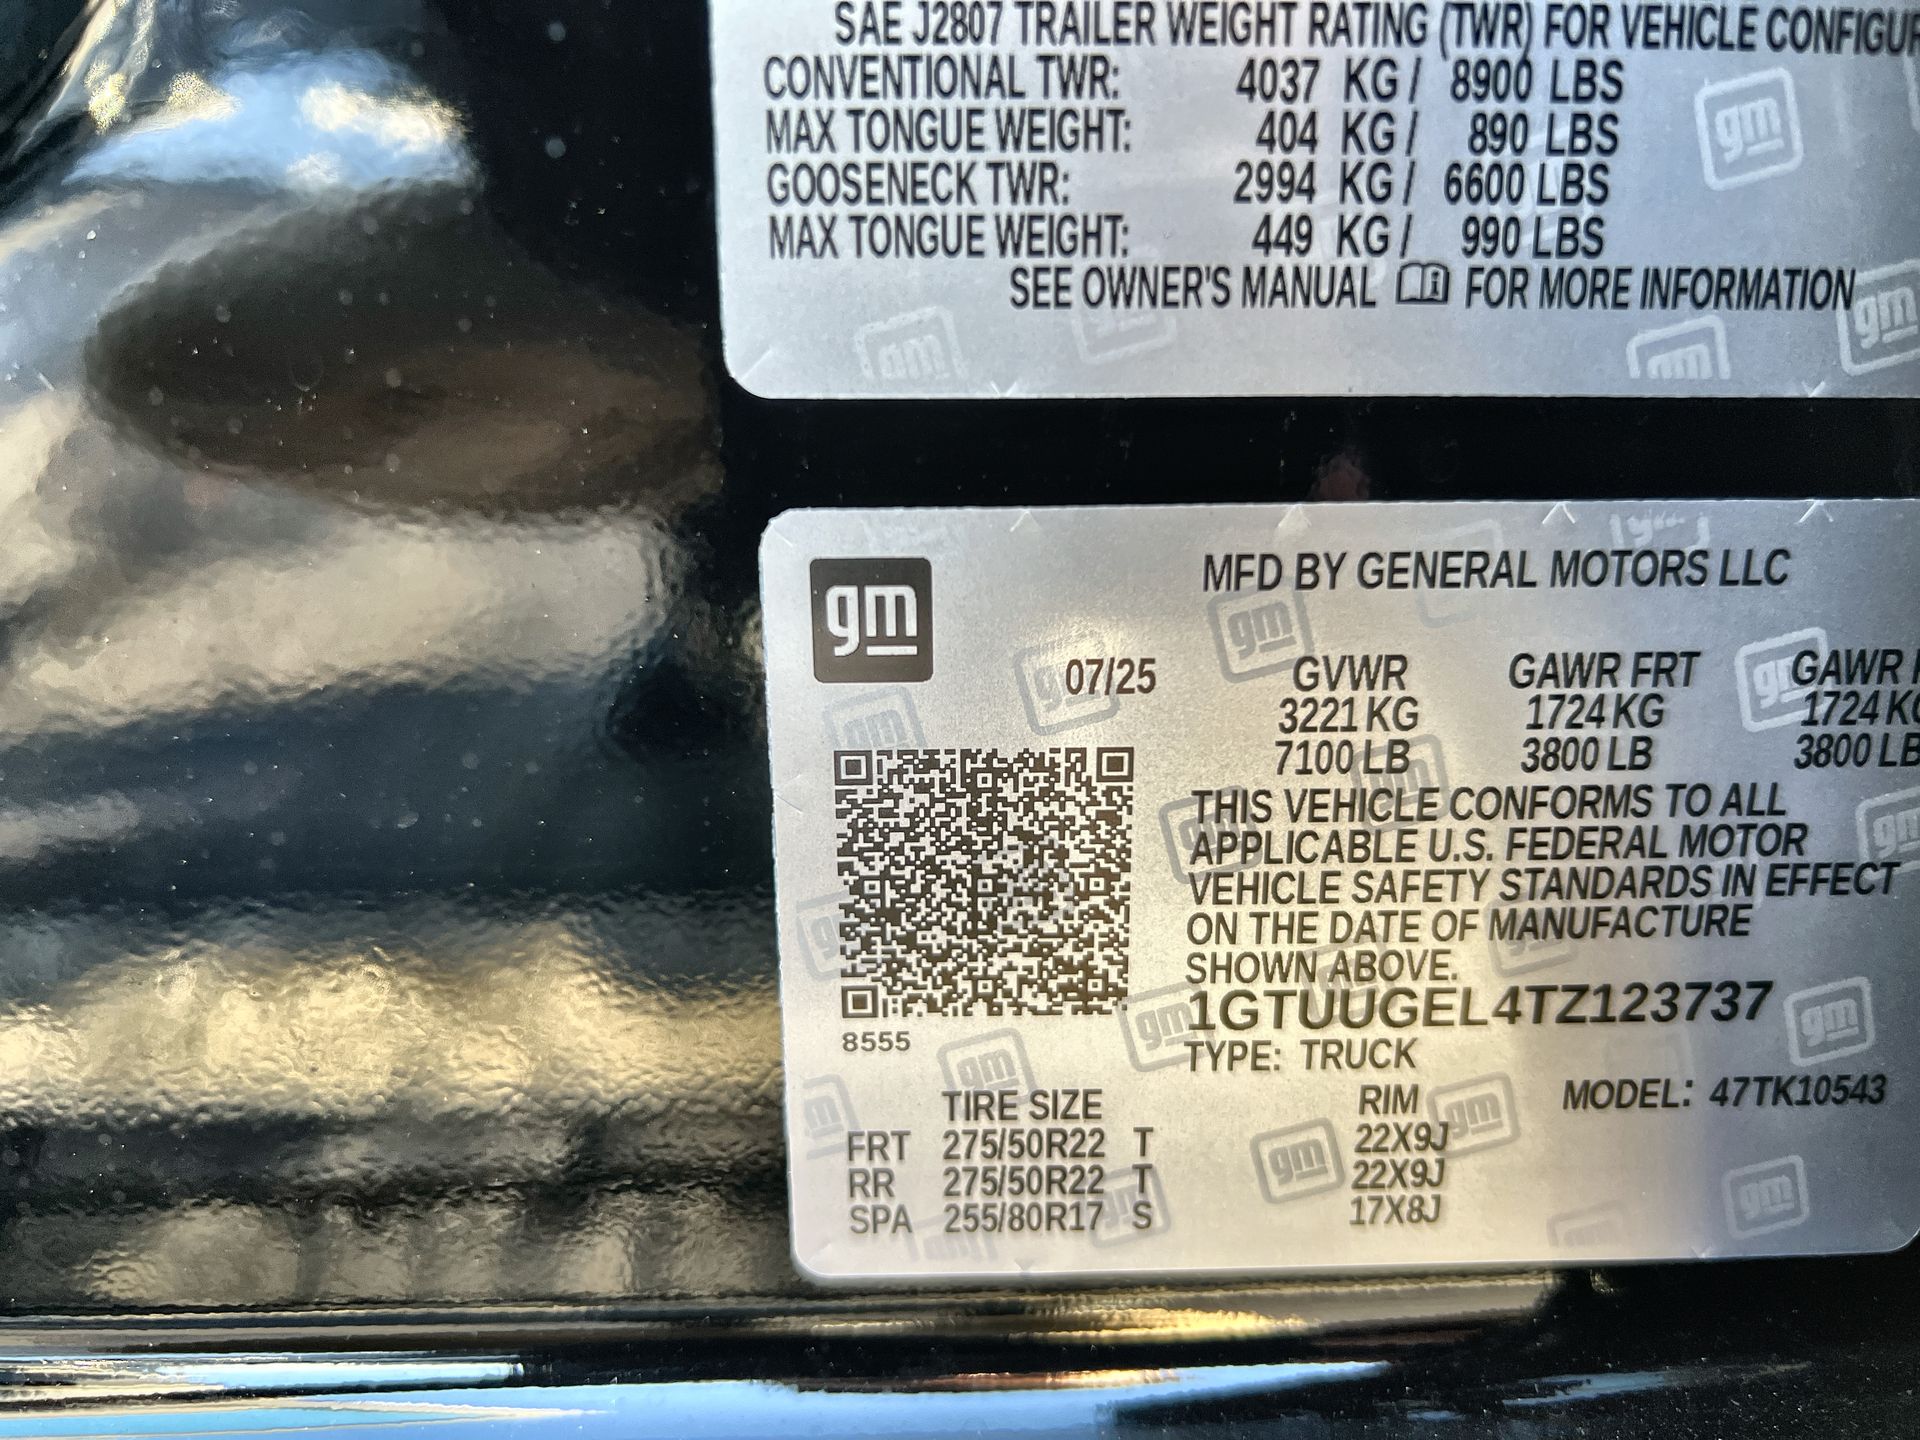 SAE J2807 TRAILER WEIGHT RATING (TWR) FOR VEHICLE
CONVENTIONAL TWR: 4037 KG / 8900 LBS
MAX TONGUE WEIGHT: 404 KG / 890 LBS
GOOSENECK TWR: 2994 KG / 6600 LBS
MAX TONGUE WEIGHT: 449 KG / 990 LBS
SEE OWNER'S MANUAL FOR MORE INFORMATION
gm
MFD BY GENERAL MOTORS LLC
07/25
GVWR GAWR FRT GAWR
3221 KG 1724 KG 1724 KG
7100 LB 3800 LB 3800 LB
THIS VEHICLE CONFORMS TO ALL
APPLICABLE U.S. FEDERAL MOTOR
VEHICLE SAFETY STANDARDS IN EFFECT
ON THE DATE OF MANUFACTURE
SHOWN ABOVE.
1GTUUGEL4TZ123737
8555
TYPE: TRUCK
TIRE SIZE RIM MODEL: 47TK10543
FRT 275/50R22 T 22X9J
RR 275/50R22 T 22X9J
SPA 255/80R17 S 17X8J